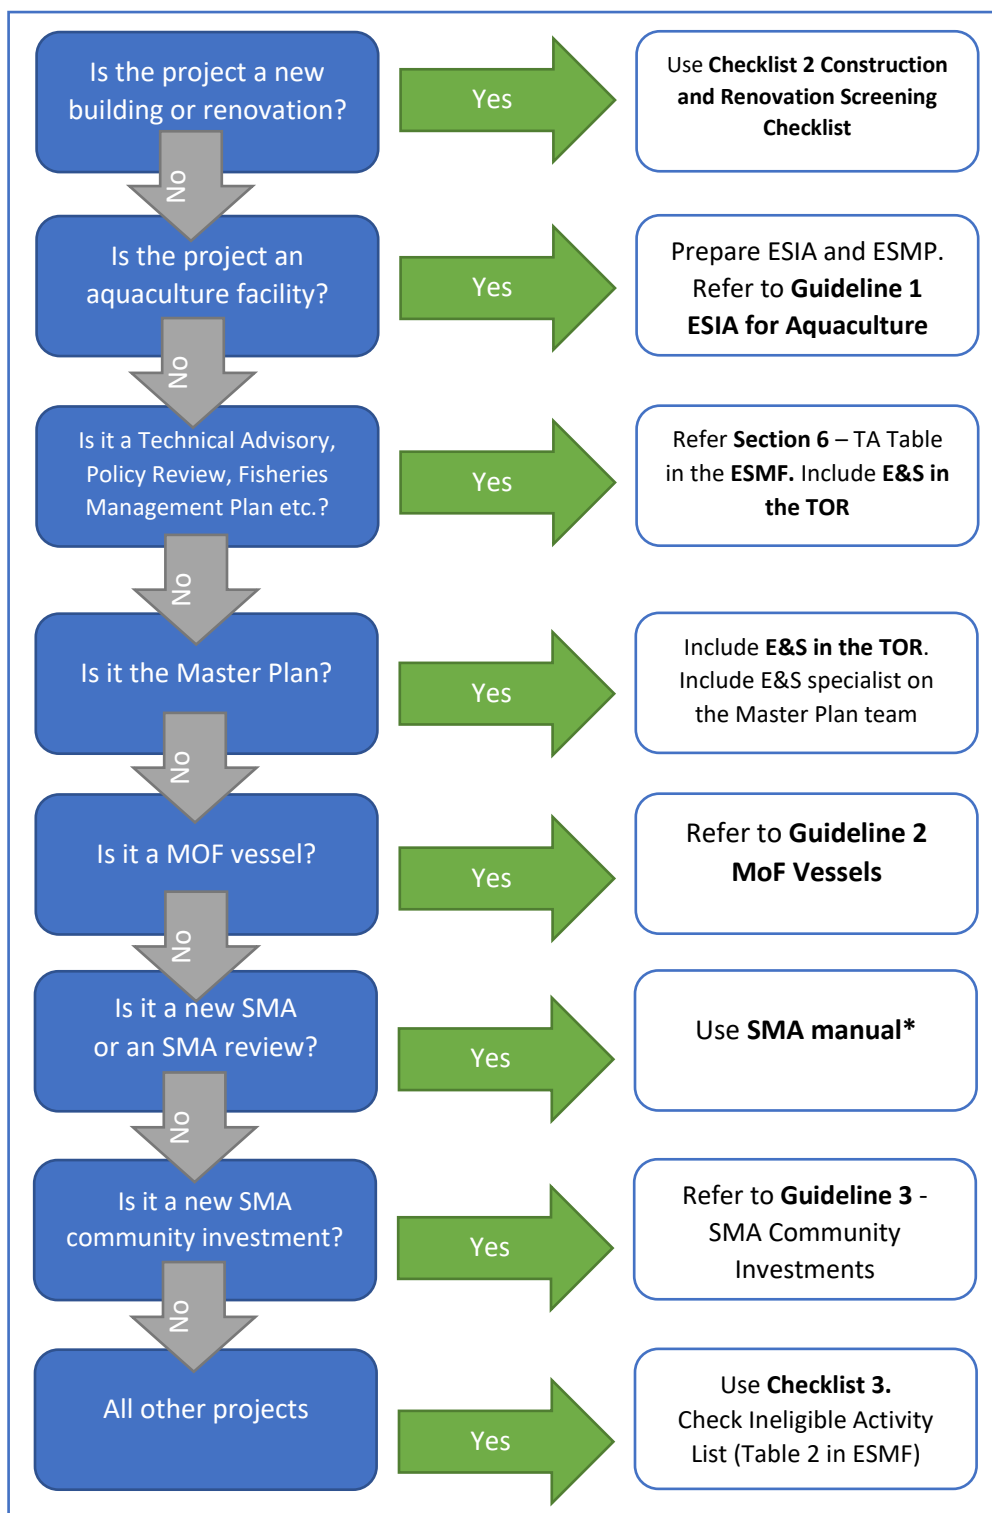 Is the project a new
building or renovation?
Yes
Use Checklist 2 Construction
and Renovation Screening
Checklist
No
Is the project an
aquaculture facility?
Yes
Prepare ESIA and ESMP.
Refer to Guideline 1
ESIA for Aquaculture
No
Is it a Technical Advisory,
Policy Review, Fisheries
Management Plan etc.?
Yes
Refer Section 6 – TA Table
in the ESMF. Include E&S in
the TOR
No
Is it the Master Plan?
Yes
Include E&S in the TOR.
Include E&S specialist on
the Master Plan team
No
Is it a MOF vessel?
Yes
Refer to Guideline 2
MoF Vessels
No
Is it a new SMA
or an SMA review?
Yes
Use SMA manual*
No
Is it a new SMA
community investment?
Yes
Refer to Guideline 3 -
SMA Community
Investments
No
All other projects
Yes
Use Checklist 3.
Check Ineligible Activity
List (Table 2 in ESMF)